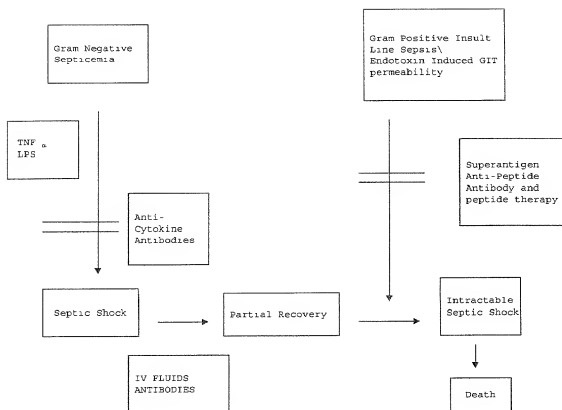 Gram Negative
Septicemia
Gram Positive Insult
Line Sepsis\
Endotoxin Induced GIT
permeability
TNF α
LPS
Superantigen
Anti-Peptide
Antibody and
peptide therapy
Anti-
Cytokine
Antibodies
Septic Shock
Partial Recovery
Intractable
Septic Shock
IV FLUIDS
ANTIBODIES
Death